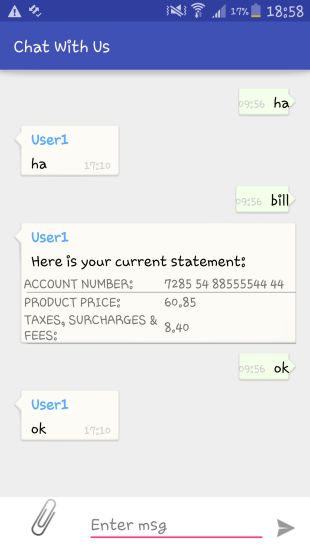 17% 18:58
Chat With Us
09:56 ha
User1
ha 17:10
09:56 bill
User1
Here is your current statement:
ACCOUNT NUMBER: 7285 54 88555544 44
PRODUCT PRICE: 60.85
TAXES, SURCHARGES &
FEES: 8.40
09:56 ok
User1
ok 17:10
Enter msg